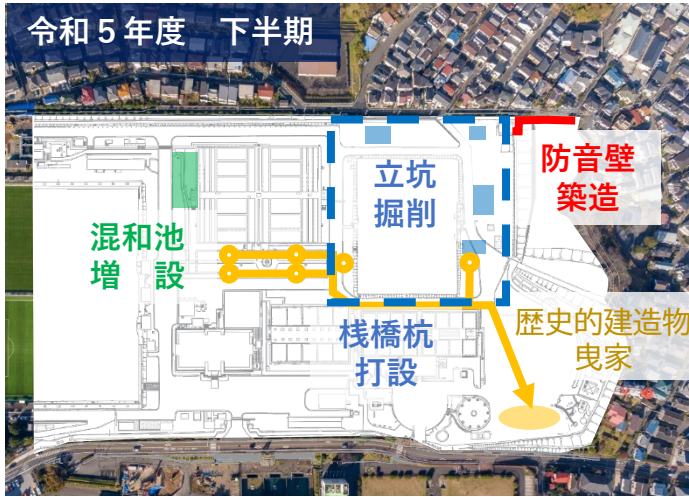 令和５年度　下半期
防音壁
築造
立坑
掘削
混和池
増　設
桟橋杭
打設
歴史的建造物
曳家